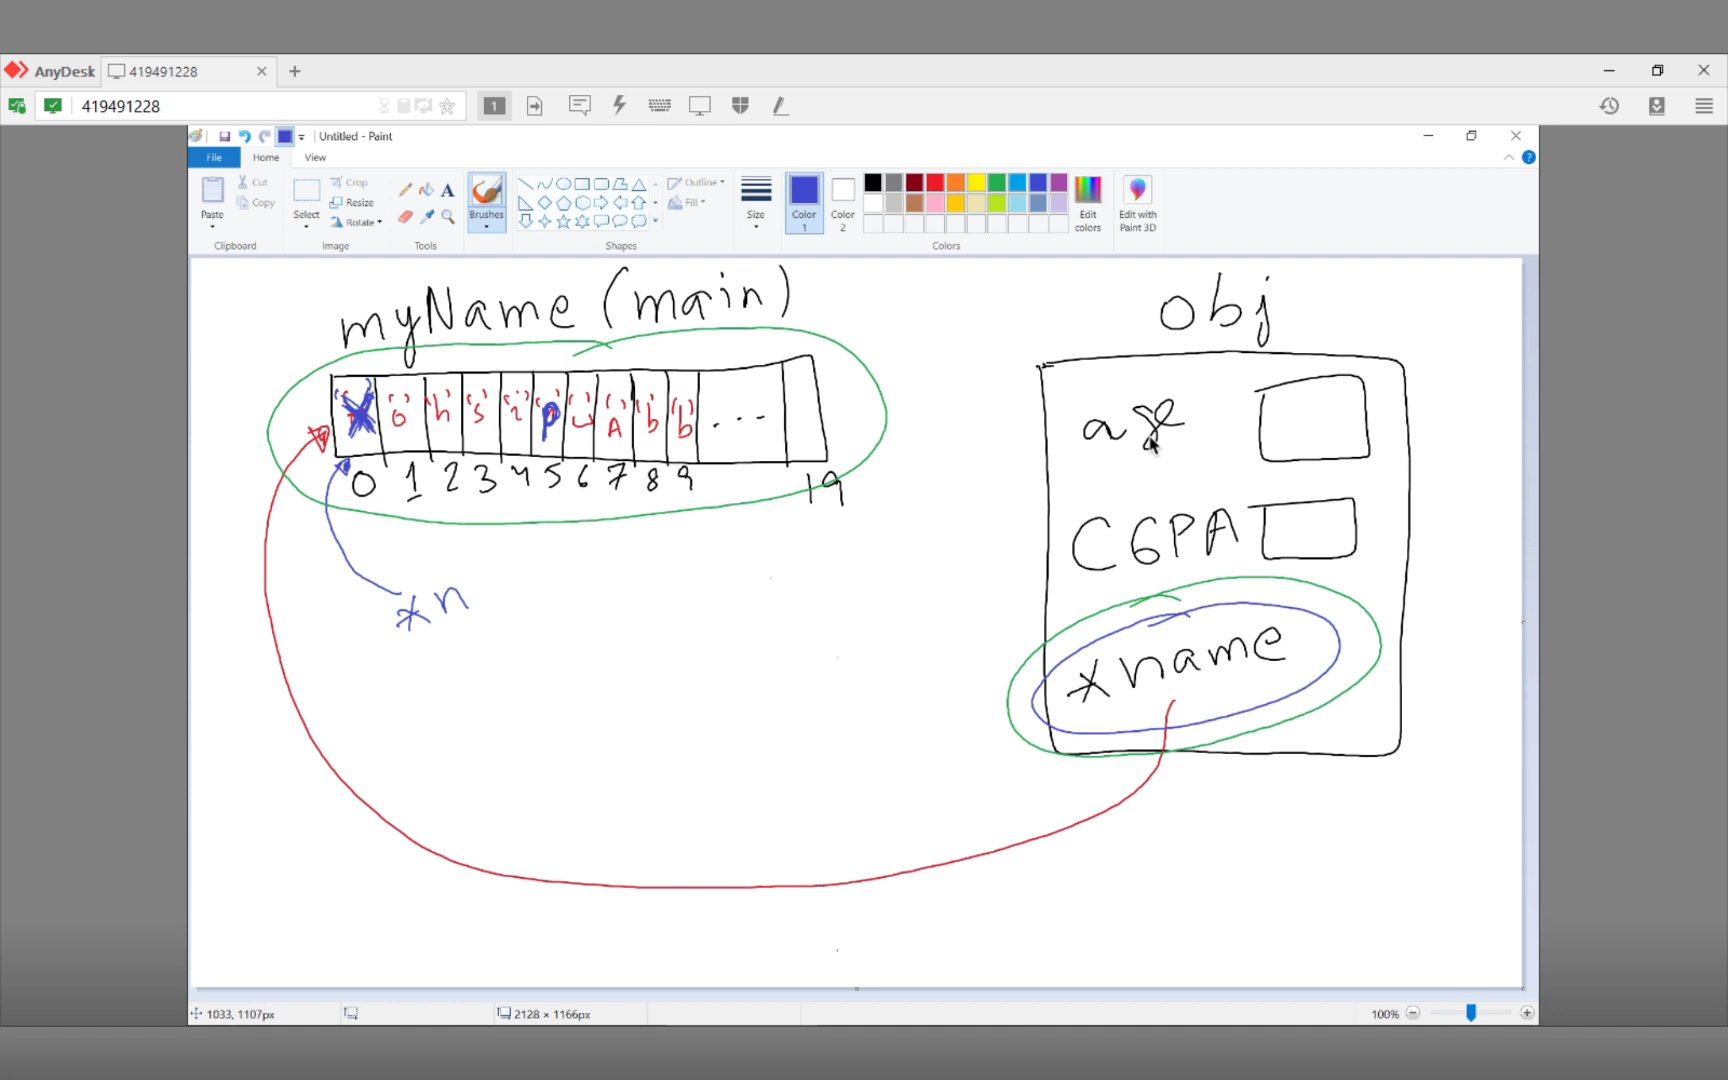 AnyDesk
419491228
419491228
1
Untitled - Paint
File
Home
View
Paste
Cut
Copy
Clipboard
Select
Crop
Resize
Rotate
Image
A
Tools
Brushes
Outline
Fill
Shapes
Size
Color 1
Color 2
Edit colors
Colors
Edit with Paint 3D
myName (main)
obj
X 'o' 'h' 's' 'i' P '␣' 'A' 'b' 'b' ...
0 1 2 3 4 5 6 7 8 9 19
*n
age
CGPA
*name
1033, 1107px
2128 × 1166px
100%